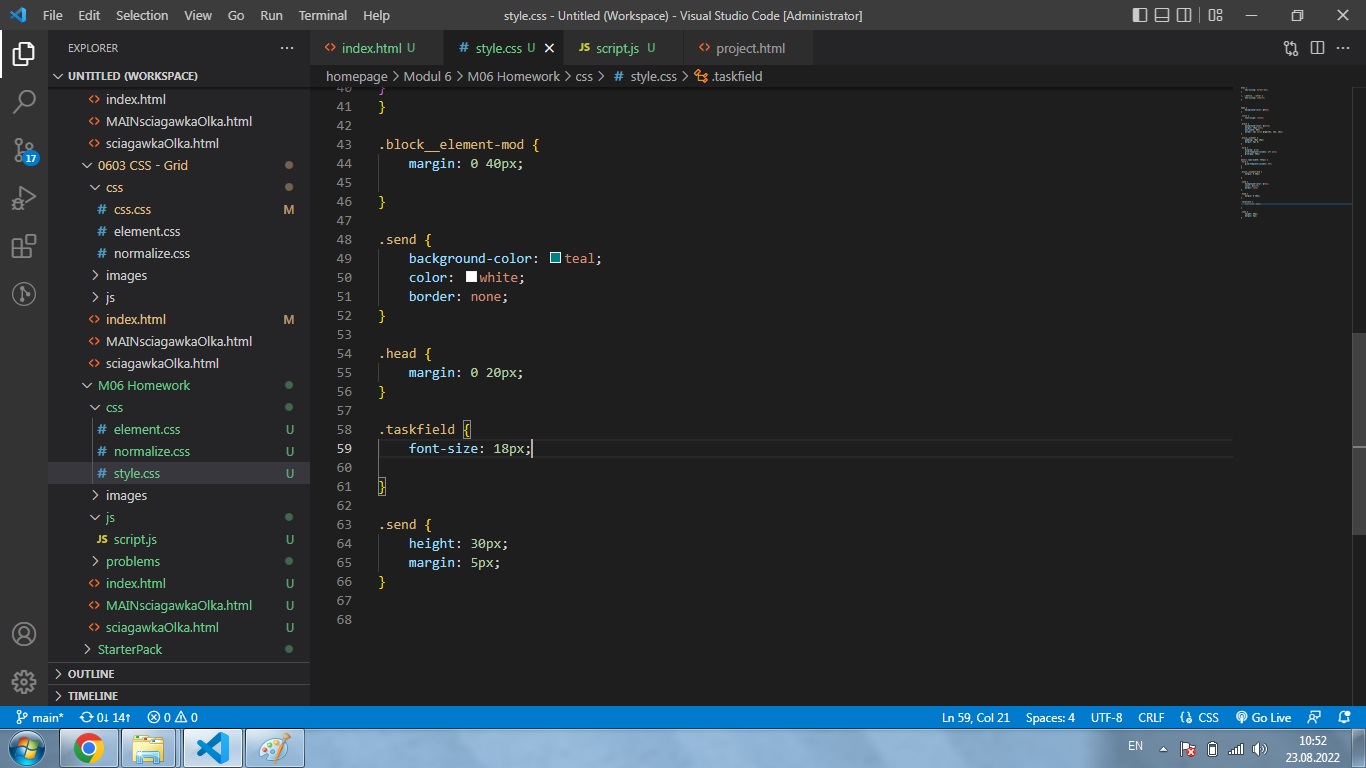 File Edit Selection View Go Run Terminal Help style.css - Untitled (Workspace) - Visual Studio Code [Administrator]
EXPLORER ···
UNTITLED (WORKSPACE)
index.html
MAINsciagawkaOlka.html
sciagawkaOlka.html
0603 CSS - Grid
css
# css.css M
# element.css
# normalize.css
images
js
index.html M
MAINsciagawkaOlka.html
sciagawkaOlka.html
M06 Homework
css
# element.css U
# normalize.css U
# style.css U
images
js
JS script.js U
problems
index.html U
MAINsciagawkaOlka.html U
sciagawkaOlka.html U
StarterPack
OUTLINE
TIMELINE
17
index.html U # style.css U JS script.js U project.html
homepage > Modul 6 > M06 Homework > css > # style.css > .taskfield
40 }
41 }
42
43 .block__element-mod {
44 margin: 0 40px;
45
46 }
47
48 .send {
49 background-color: teal;
50 color: white;
51 border: none;
52 }
53
54 .head {
55 margin: 0 20px;
56 }
57
58 .taskfield {
59 font-size: 18px;
60
61 }
62
63 .send {
64 height: 30px;
65 margin: 5px;
66 }
67
68
main* 0↓ 14↑ 0 0 Ln 59, Col 21 Spaces: 4 UTF-8 CRLF {} CSS Go Live
EN 10:52
23.08.2022